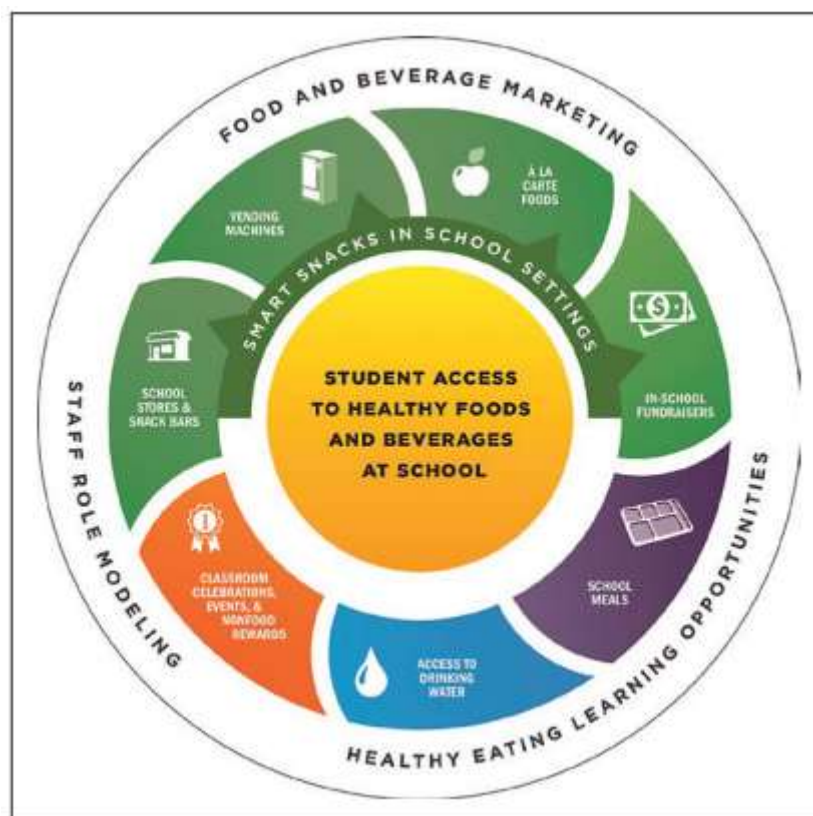 FOOD AND BEVERAGE MARKETING
VENDING
MACHINES
À LA
CARTE
FOODS
SMART SNACKS IN SCHOOL SETTINGS
SCHOOL
STORES &
SNACK BARS
IN-SCHOOL
FUNDRAISERS
STUDENT ACCESS
TO HEALTHY FOODS
AND BEVERAGES
AT SCHOOL
STAFF ROLE MODELING
CLASSROOM
CELEBRATIONS,
EVENTS, &
NONFOOD
REWARDS
ACCESS TO
DRINKING
WATER
SCHOOL
MEALS
HEALTHY EATING LEARNING OPPORTUNITIES